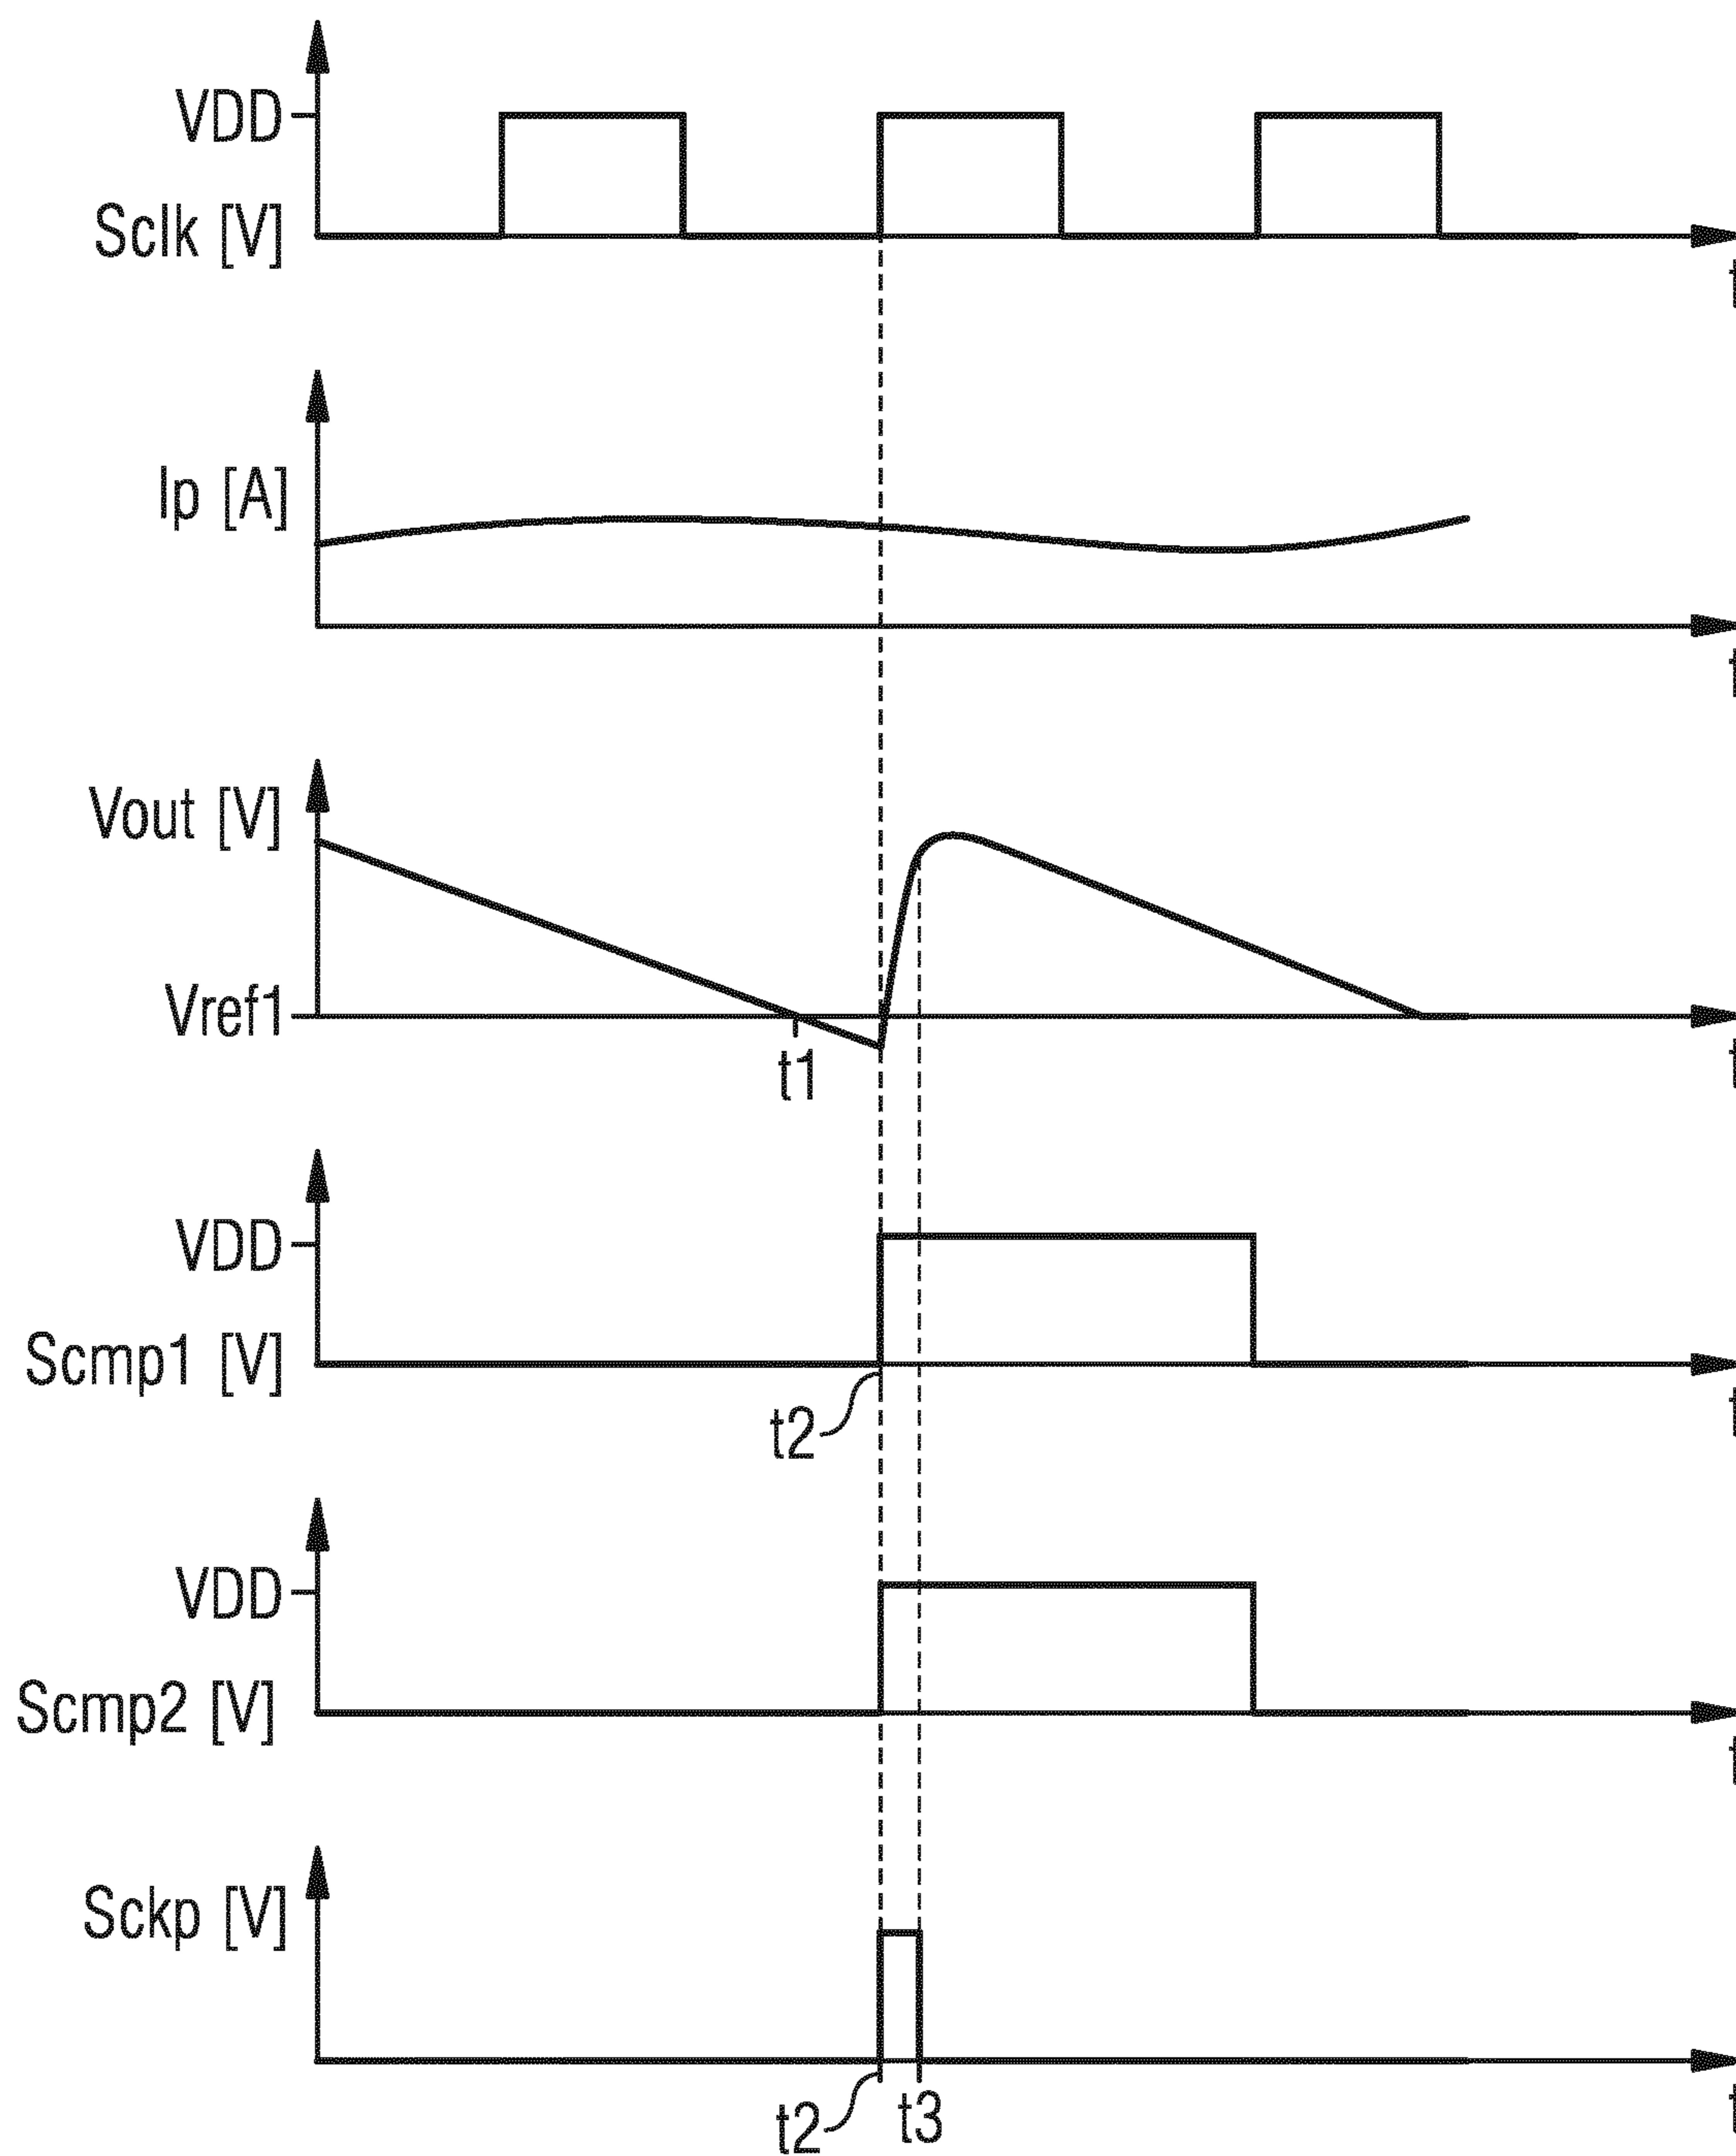 VDD
Sclk [V]
t
Ip [A]
t
Vout [V]
Vref1
t1
t
VDD
Scmp1 [V]
t
t2
VDD
Scmp2 [V]
t
Sckp [V]
t
t2
t3